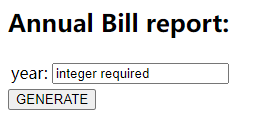 Annual Bill report:
year: integer required
GENERATE